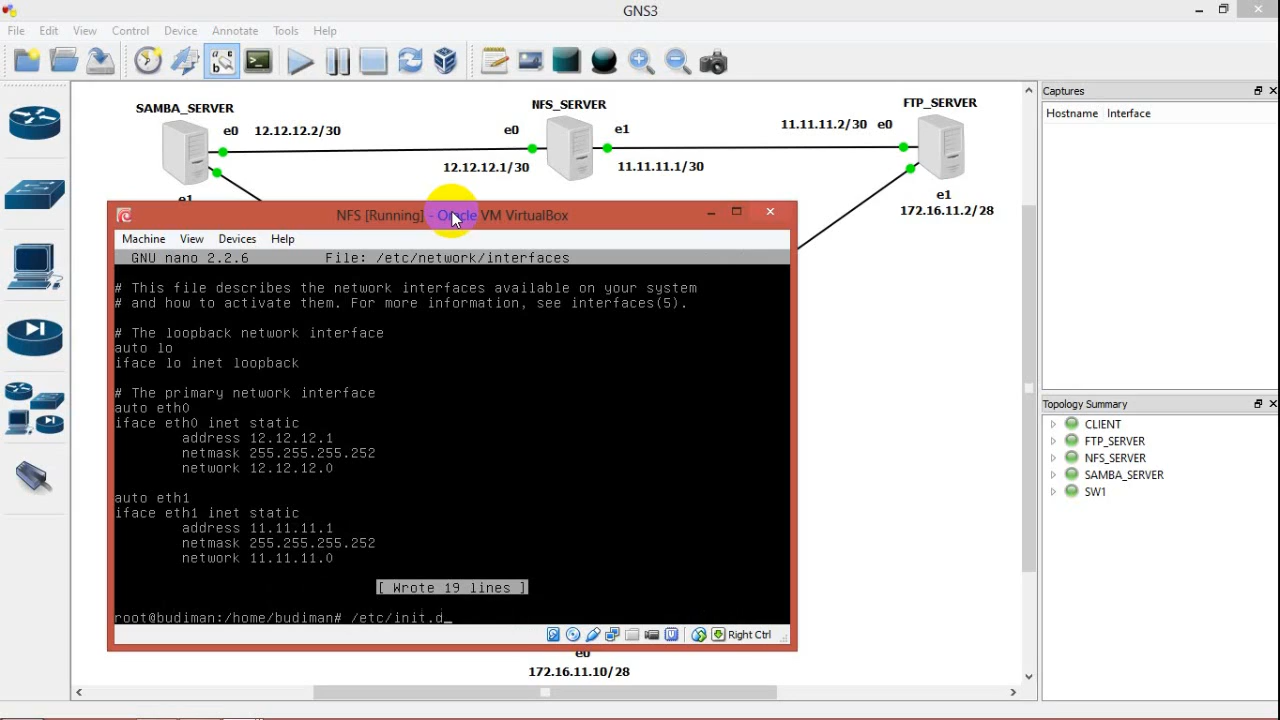 GNS3
File Edit View Control Device Annotate Tools Help
SAMBA_SERVER
e0
12.12.12.2/30
e1
NFS_SERVER
e0
e1
12.12.12.1/30
11.11.11.1/30
FTP_SERVER
11.11.11.2/30
e0
e1
172.16.11.2/28
NFS [Running] - Oracle VM VirtualBox
Machine View Devices Help
GNU nano 2.2.6 File: /etc/network/interfaces
# This file describes the network interfaces available on your system
# and how to activate them. For more information, see interfaces(5).
# The loopback network interface
auto lo
iface lo inet loopback
# The primary network interface
auto eth0
iface eth0 inet static
address 12.12.12.1
netmask 255.255.255.252
network 12.12.12.0
auto eth1
iface eth1 inet static
address 11.11.11.1
netmask 255.255.255.252
network 11.11.11.0
[ Wrote 19 lines ]
root@budiman:/home/budiman# /etc/init.d_
Right Ctrl
e0
172.16.11.10/28
Captures
Hostname Interface
Topology Summary
CLIENT
FTP_SERVER
NFS_SERVER
SAMBA_SERVER
SW1